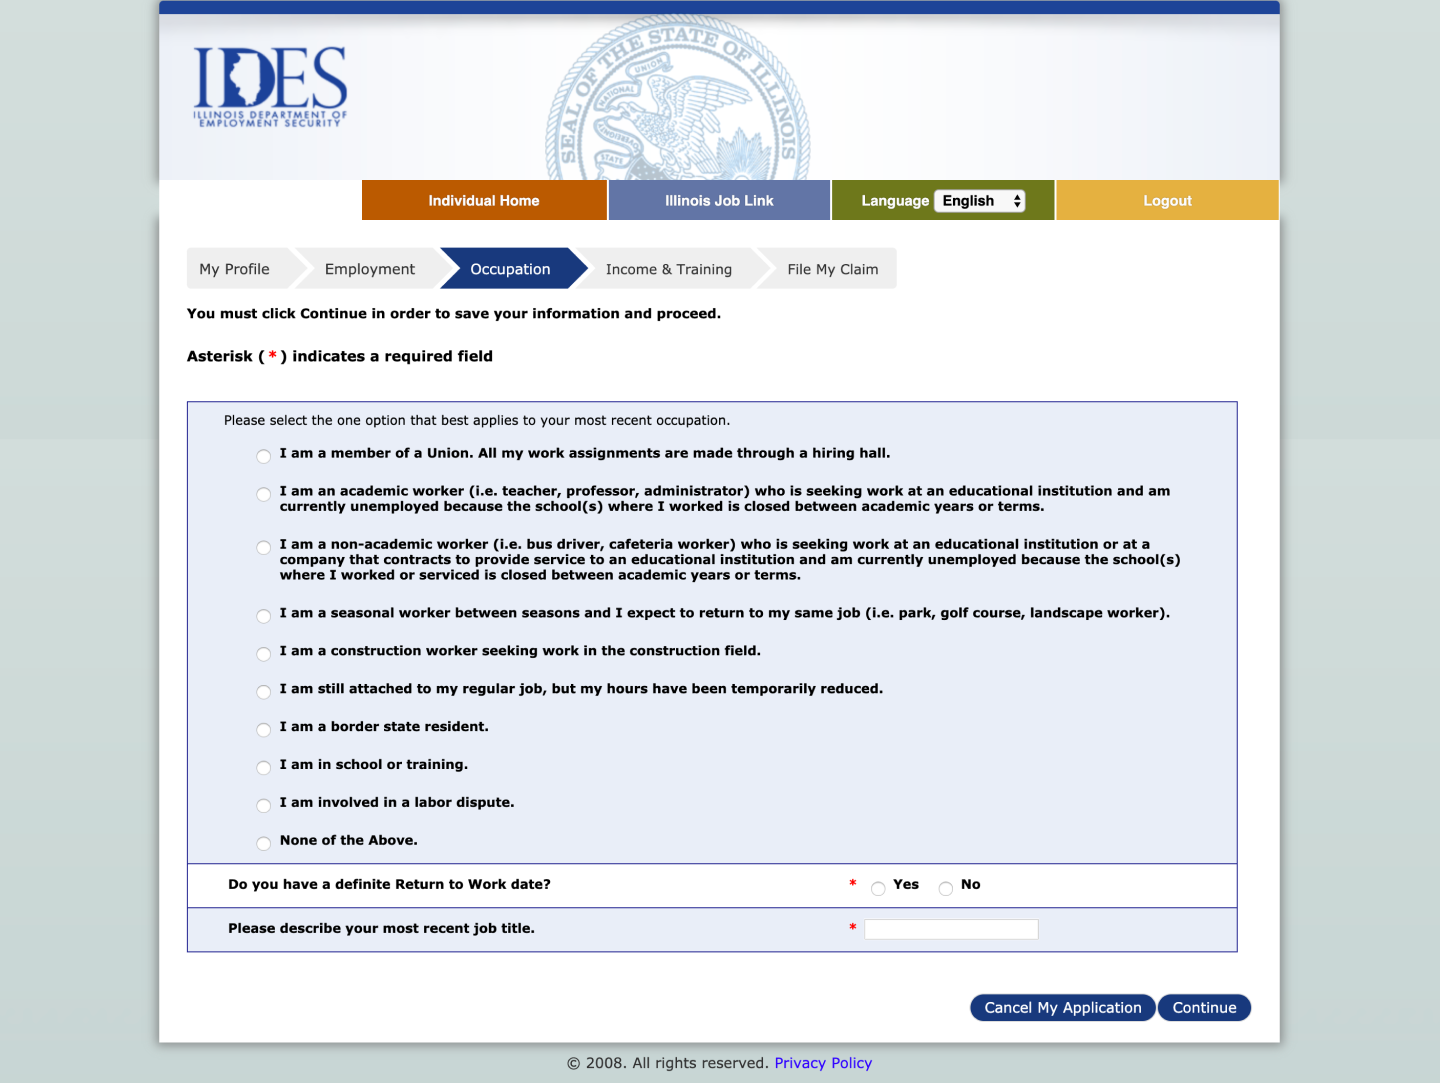 IDES
ILLINOIS DEPARTMENT OF
EMPLOYMENT SECURITY
SEAL OF THE STATE OF ILLINOIS
NATIONAL
UNION
STATE
Individual Home
Illinois Job Link
Language English
Logout
My Profile
Employment
Occupation
Income & Training
File My Claim
You must click Continue in order to save your information and proceed.
Asterisk ( * ) indicates a required field
Please select the one option that best applies to your most recent occupation.
I am a member of a Union. All my work assignments are made through a hiring hall.
I am an academic worker (i.e. teacher, professor, administrator) who is seeking work at an educational institution and am
currently unemployed because the school(s) where I worked is closed between academic years or terms.
I am a non-academic worker (i.e. bus driver, cafeteria worker) who is seeking work at an educational institution or at a
company that contracts to provide service to an educational institution and am currently unemployed because the school(s)
where I worked or serviced is closed between academic years or terms.
I am a seasonal worker between seasons and I expect to return to my same job (i.e. park, golf course, landscape worker).
I am a construction worker seeking work in the construction field.
I am still attached to my regular job, but my hours have been temporarily reduced.
I am a border state resident.
I am in school or training.
I am involved in a labor dispute.
None of the Above.
Do you have a definite Return to Work date? * Yes No
Please describe your most recent job title. *
Cancel My Application
Continue
© 2008. All rights reserved. Privacy Policy